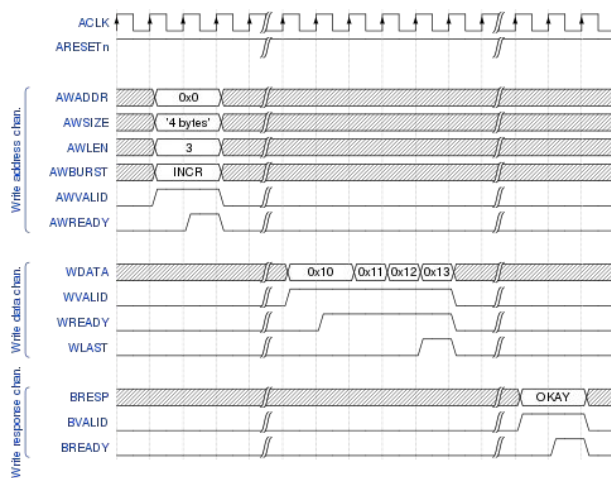 ACLK
ARESETn
Write address chan.
AWADDR 0x0
AWSIZE '4 bytes'
AWLEN 3
AWBURST INCR
AWVALID
AWREADY
Write data chan.
WDATA 0x10 0x11 0x12 0x13
WVALID
WREADY
WLAST
Write response chan.
BRESP OKAY
BVALID
BREADY